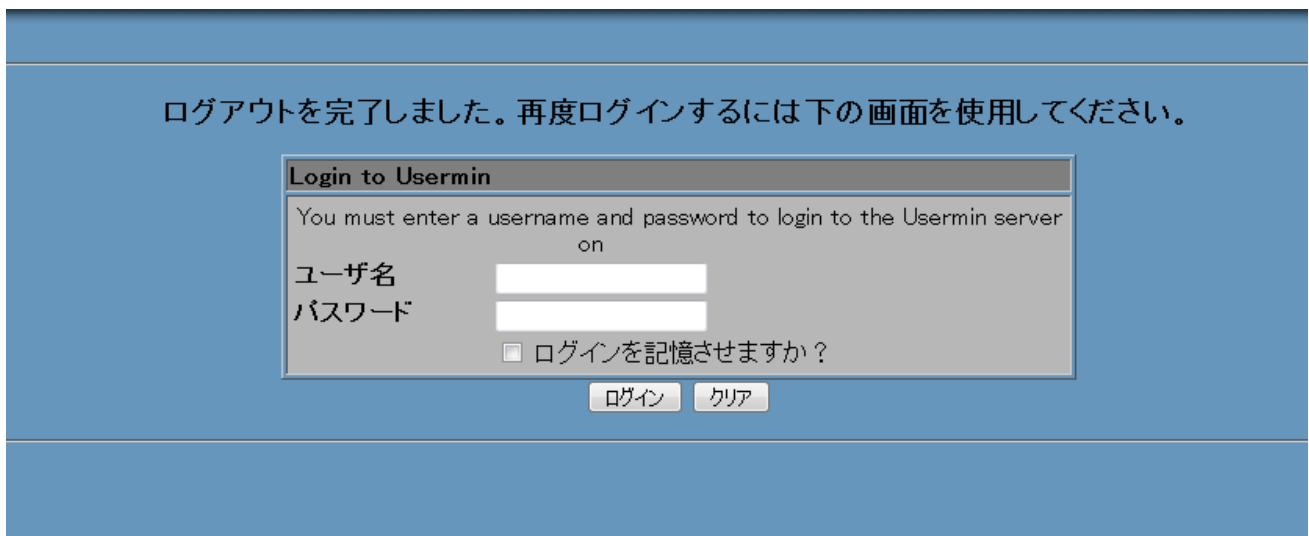 ログアウトを完了しました。再度ログインするには下の画面を使用してください。
Login to Usermin
You must enter a username and password to login to the Usermin server
on
ユーザ名
パスワード
ログインを記憶させますか？
ログイン クリア